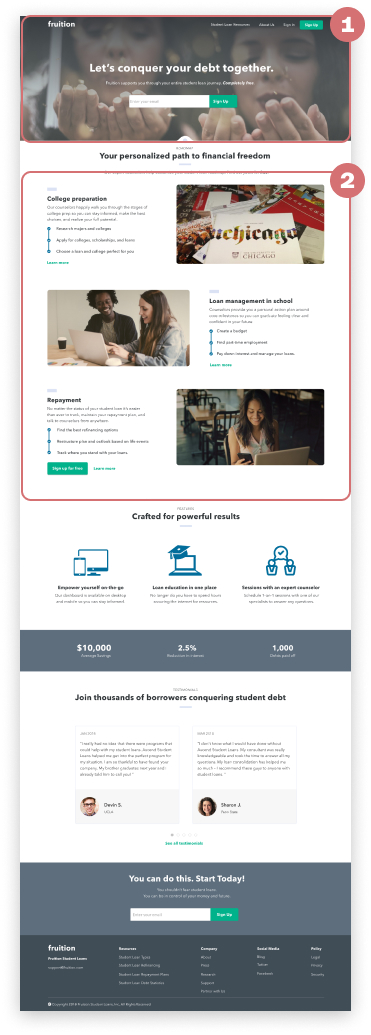 1
fruition
Student Loan Resources About Us Sign In Sign Up
Let's conquer your debt together.
Fruition supports you through your entire student loan journey. Completely free.
Enter your email Sign Up
ROADMAP
Your personalized path to financial freedom
2
College preparation
Our counselors happily walk you through the stages of
college prep so you can stay informed, make the best
choices, and realize your full potential.
Research majors and colleges
Apply for colleges, scholarships, and loans
Choose a loan and college perfect for you
Learn more
chicago
CHICAGO
Loan management in school
Counselors provide you a personal action plan around
core milestones so you can graduate feeling clear and
confident in your future.
Create a budget
Find part-time employment
Pay down interest and manage your loans
Learn more
Repayment
No matter the status of your student loan it's easier
than ever to track, maintain your repayment plan, and
talk to counselors from anywhere.
Find the best refinancing options
Restructure plan and outlook based on life events
Track where you stand with your loans
Sign up for free Learn more
FEATURES
Crafted for powerful results
Empower yourself on-the-go
Our dashboard is available on desktop
and mobile so you can stay informed.
Loan education in one place
No longer do you have to spend hours
scouring the internet for resources.
Sessions with an expert counselor
Schedule 1-on-1 sessions with one of our
specialists to answer any questions.
$10,000
Average Savings
2.5%
Reduction in interest
1,000
Debts paid off
TESTIMONIALS
Join thousands of borrowers conquering student debt
"I really had no idea that there were programs that
could help with my student loans. Ascend Student
Loans helped me get into the perfect program for
my situation. I am so thankful to have found your
company. My brother graduates next year and I
already told him to call you!"
Devin S.
UCLA
"I don't know what I would have done without
Ascend Student Loans. My consultant was really
knowledgeable and took the time to answer all my
questions. My loan consolidation has helped me
so much – I recommend these guys to anyone with
student loans."
Sharon J.
Penn State
See all testimonials
You can do this. Start Today!
You shouldn't fear student loans.
You can be in control of your money and future.
Enter your email Sign Up
fruition
Fruition Student Loans
support@fruition.com
Resources
Student Loan Types
Student Loan Refinancing
Student Loan Repayment Plans
Student Loan Debt Statistics
Company
About
Press
Research
Support
Partner with Us
Social Media
Blog
Twitter
Facebook
Policy
Legal
Privacy
Security
Copyright 2018 Fruition Student Loans, Inc. All Rights Reserved